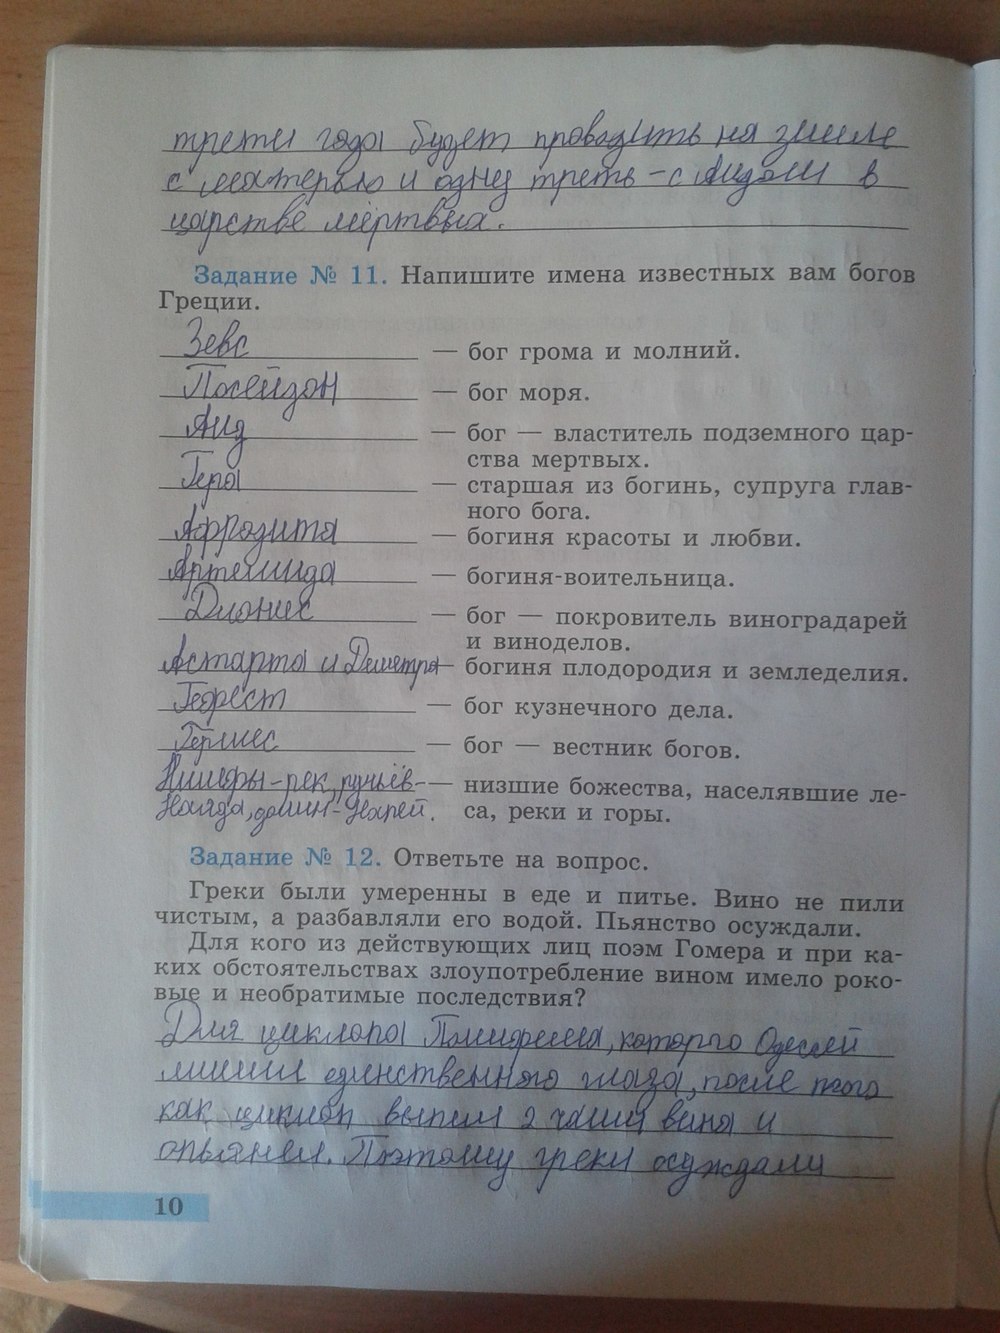 трети года будет проводить на земле
с матерью и одну треть - с Аидом в
царстве мёртвых.
Задание № 11. Напишите имена известных вам богов
Греции.
Зевс — бог грома и молний.
Посейдон — бог моря.
Аид — бог — властитель подземного цар-
ства мертвых.
Гера — старшая из богинь, супруга глав-
ного бога.
Афродита — богиня красоты и любви.
Артемида — богиня-воительница.
Дионис — бог — покровитель виноградарей
и виноделов.
Астарта и Деметра — богиня плодородия и земледелия.
Гефест — бог кузнечного дела.
Гермес — бог — вестник богов.
Нимфы - рек, ручьёв - — низшие божества, населявшие ле-
Наяда, долин - Напей. са, реки и горы.
Задание № 12. Ответьте на вопрос.
Греки были умеренны в еде и питье. Вино не пили
чистым, а разбавляли его водой. Пьянство осуждали.
Для кого из действующих лиц поэм Гомера и при ка-
ких обстоятельствах злоупотребление вином имело роко-
вые и необратимые последствия?
Для циклопа Полифема, которого Одессей
лишил единственного глаза, после того
как циклоп выпил 2 чаши вина и
опьянел. Поэтому греки осуждали
10